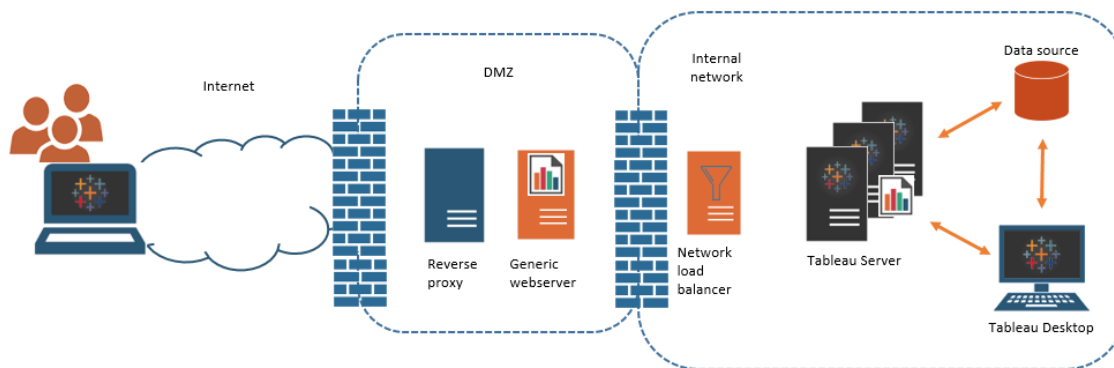 Internet
DMZ
Internal
network
Data source
Reverse
proxy
Generic
webserver
Network
load
balancer
Tableau Server
Tableau Desktop